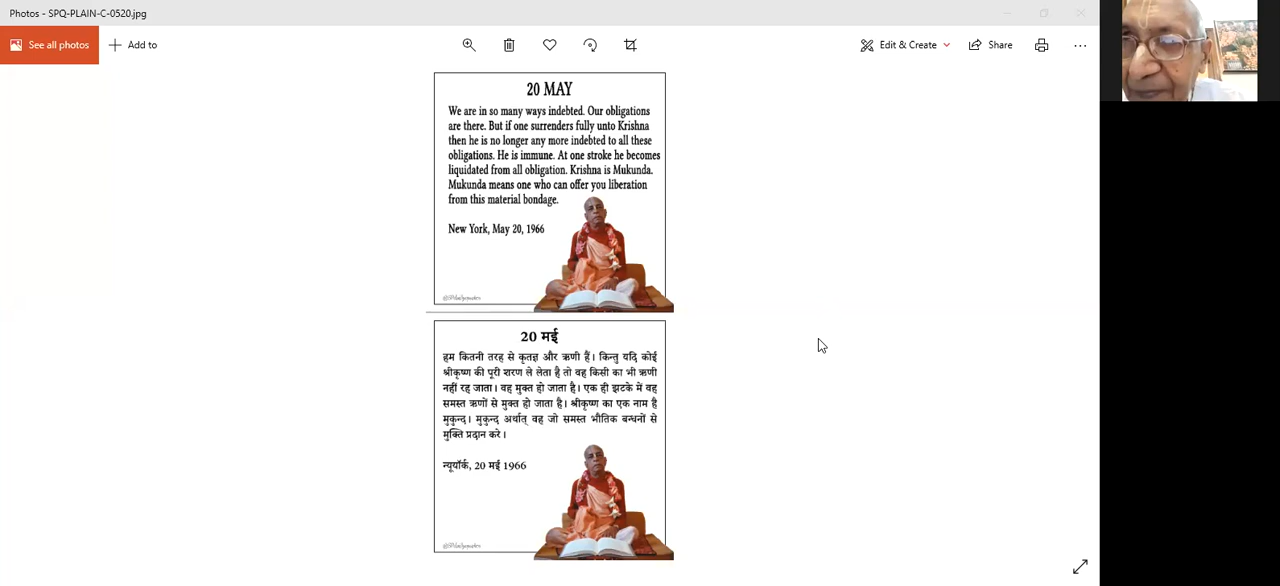 Photos - SPQ-PLAIN-C-0520.jpg
See all photos
Add to
Edit & Create
Share
20 MAY
We are in so many ways indebted. Our obligations
are there. But if one surrenders fully unto Krishna
then he is no longer any more indebted to all these
obligations. He is immune. At one stroke he becomes
liquidated from all obligation. Krishna is Mukunda.
Mukunda means one who can offer you liberation
from this material bondage.
New York, May 20, 1966
20 मई
हम कितनी तरह से कृतज्ञ और ऋणी हैं। किन्तु यदि कोई
श्रीकृष्ण की पूरी शरण ले लेता है तो वह किसी का भी ऋणी
नहीं रह जाता। वह मुक्त हो जाता है। एक ही झटके में वह
समस्त ऋणों से मुक्त हो जाता है। श्रीकृष्ण का एक नाम है
मुकुन्द। मुकुन्द अर्थात् वह जो समस्त भौतिक बन्धनों से
मुक्ति प्रदान करे।
न्यूयॉर्क, 20 मई 1966